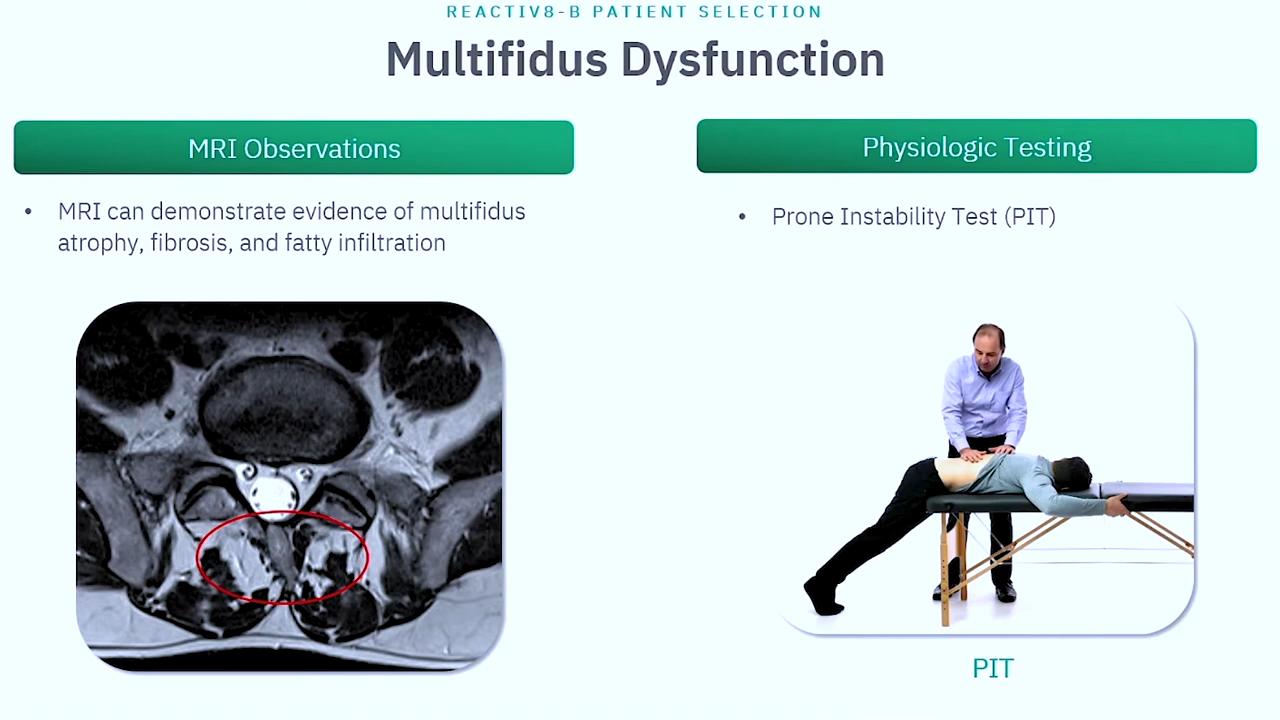 REACTIV8-B PATIENT SELECTION
Multifidus Dysfunction
MRI Observations
• MRI can demonstrate evidence of multifidus
atrophy, fibrosis, and fatty infiltration
Physiologic Testing
• Prone Instability Test (PIT)
PIT